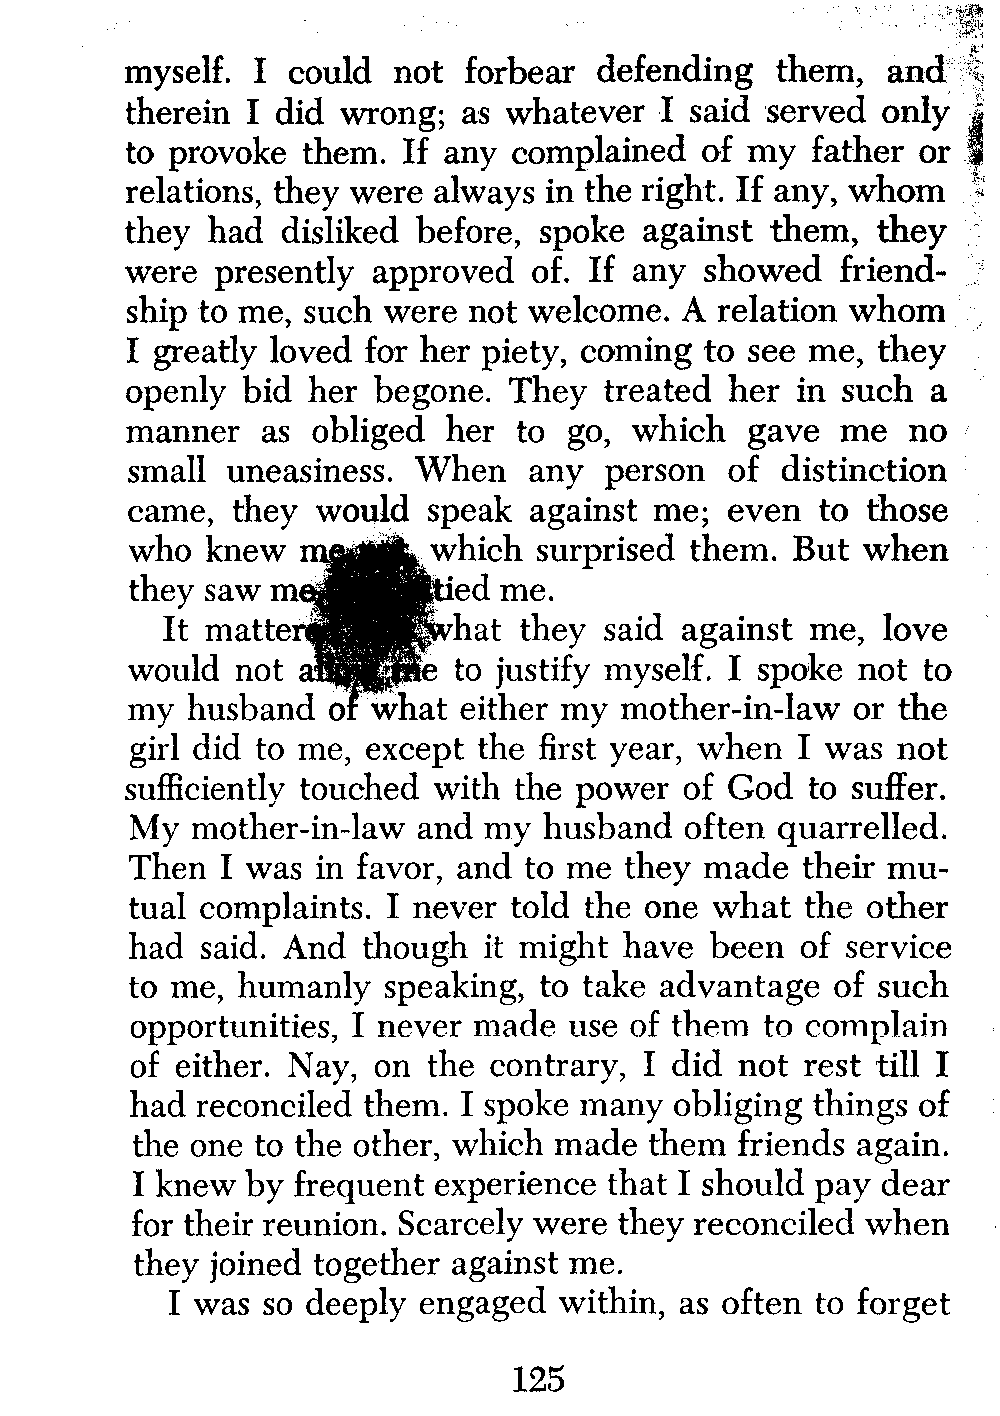 myself. I could not forbear defending them, and
therein I did wrong; as whatever I said served only
to provoke them. If any complained of my father or
relations, they were always in the right. If any, whom
they had disliked before, spoke against them, they
were presently approved of. If any showed friend-
ship to me, such were not welcome. A relation whom
I greatly loved for her piety, coming to see me, they
openly bid her begone. They treated her in such a
manner as obliged her to go, which gave me no
small uneasiness. When any person of distinction
came, they would speak against me; even to those
who knew me which surprised them. But when
they saw me me.
It what they said against me, love
would not to justify myself. I spoke not to
my husband of what either my mother-in-law or the
girl did to me, except the first year, when I was not
sufficiently touched with the power of God to suffer.
My mother-in-law and my husband often quarrelled.
Then I was in favor, and to me they made their mu-
tual complaints. I never told the one what the other
had said. And though it might have been of service
to me, humanly speaking, to take advantage of such
opportunities, I never made use of them to complain
of either. Nay, on the contrary, I did not rest till I
had reconciled them. I spoke many obliging things of
the one to the other, which made them friends again.
I knew by frequent experience that I should pay dear
for their reunion. Scarcely were they reconciled when
they joined together against me.
I was so deeply engaged within, as often to forget
125